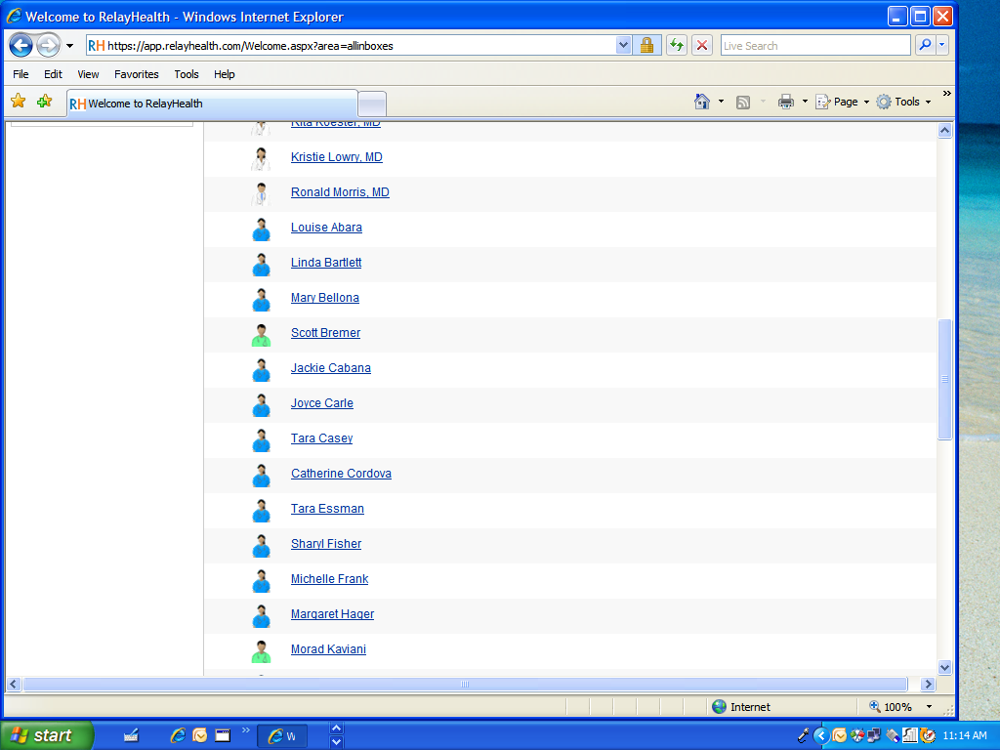 Welcome to RelayHealth - Windows Internet Explorer
RH https://app.relayhealth.com/Welcome.aspx?area=allinboxes
Live Search
File Edit View Favorites Tools Help
RH Welcome to RelayHealth
Page Tools
Rita Koester, MD
Kristie Lowry, MD
Ronald Morris, MD
Louise Abara
Linda Bartlett
Mary Bellona
Scott Bremer
Jackie Cabana
Joyce Carle
Tara Casey
Catherine Cordova
Tara Essman
Sharyl Fisher
Michelle Frank
Margaret Hager
Morad Kaviani
Internet 100%
start W 11:14 AM